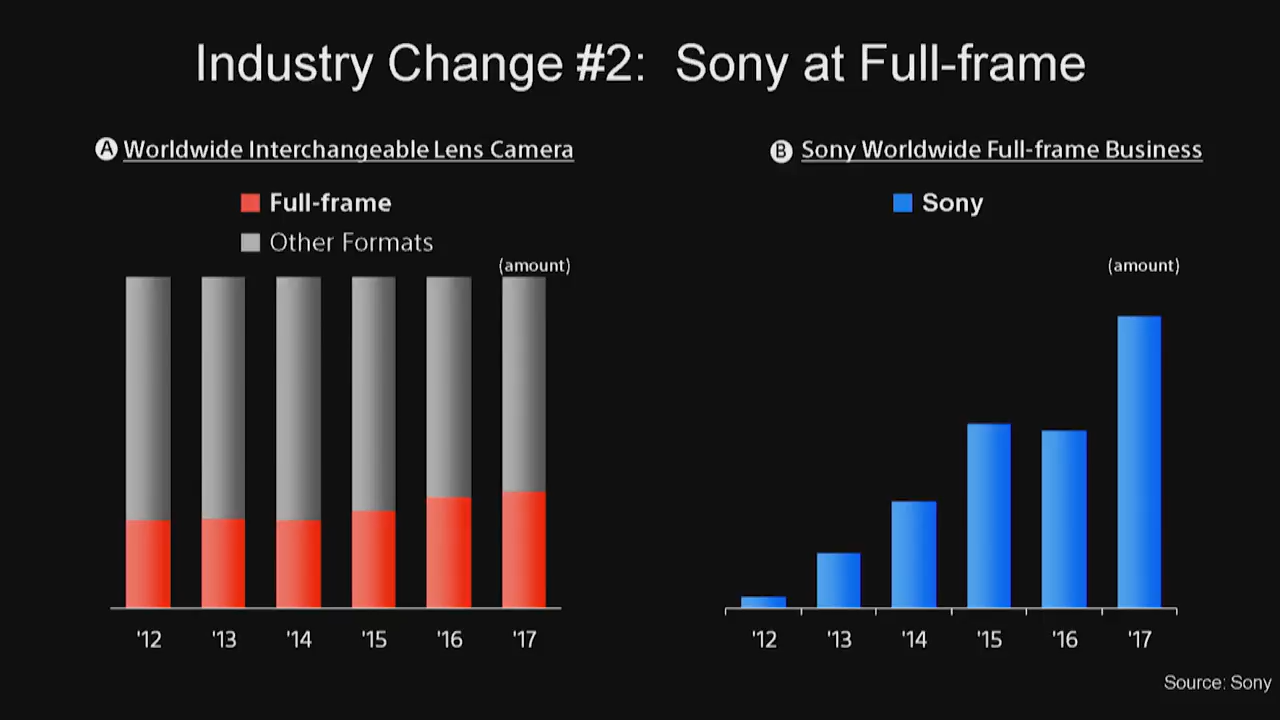 Industry Change #2: Sony at Full-frame
A Worldwide Interchangeable Lens Camera
Full-frame
Other Formats
(amount)
'12 '13 '14 '15 '16 '17
B Sony Worldwide Full-frame Business
Sony
(amount)
'12 '13 '14 '15 '16 '17
Source: Sony